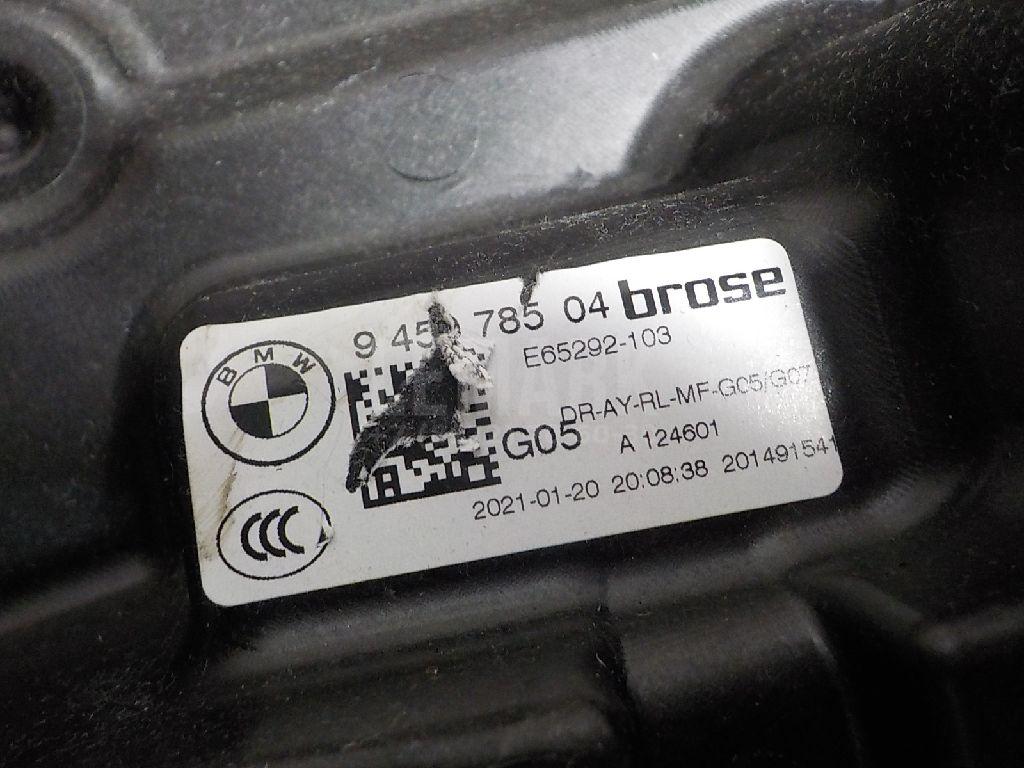 BMW
9 45 785 04 brose
E65292-103
DR-AY-RL-MF-G05/G07
G05 A 124601
2021-01-20 20:08:38 201491541
CCC